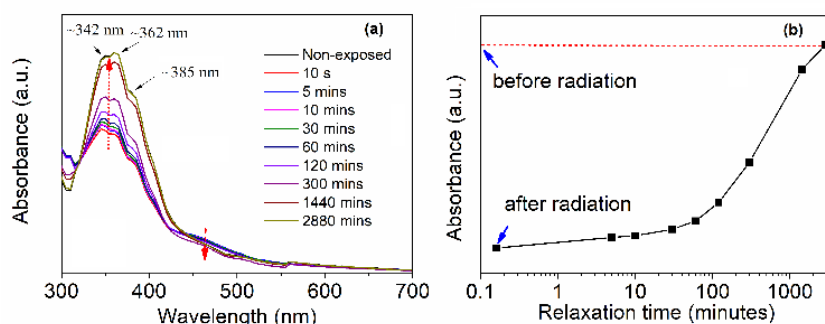 (a)
~342 nm
~362 nm
~385 nm
Non-exposed
10 s
5 mins
10 mins
30 mins
60 mins
120 mins
300 mins
1440 mins
2880 mins
Absorbance (a.u.)
300 400 500 600 700
Wavelength (nm)
(b)
before radiation
after radiation
Absorbance (a.u.)
0.1 1 10 100 1000
Relaxation time (minutes)